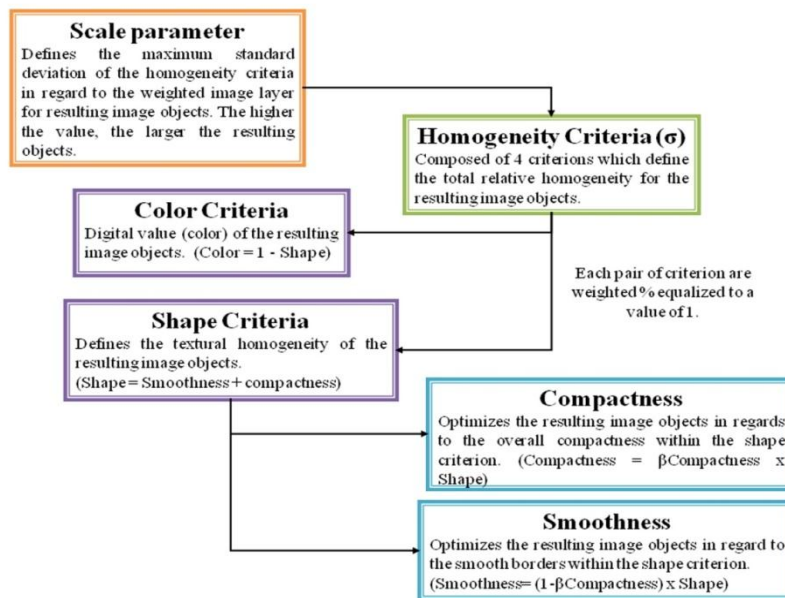 Scale parameter
Defines the maximum standard
deviation of the homogeneity criteria
in regard to the weighted image layer
for resulting image objects. The higher
the value, the larger the resulting
objects.
Homogeneity Criteria (σ)
Composed of 4 criterions which define
the total relative homogeneity for the
resulting image objects.
Color Criteria
Digital value (color) of the resulting
image objects. (Color = 1 - Shape)
Each pair of criterion are
weighted % equalized to a
value of 1.
Shape Criteria
Defines the textural homogeneity of the
resulting image objects.
(Shape = Smoothness + compactness)
Compactness
Optimizes the resulting image objects in regards
to the overall compactness within the shape
criterion. (Compactness = βCompactness x
Shape)
Smoothness
Optimizes the resulting image objects in regard to
the smooth borders within the shape criterion.
(Smoothness= (1-βCompactness) x Shape)